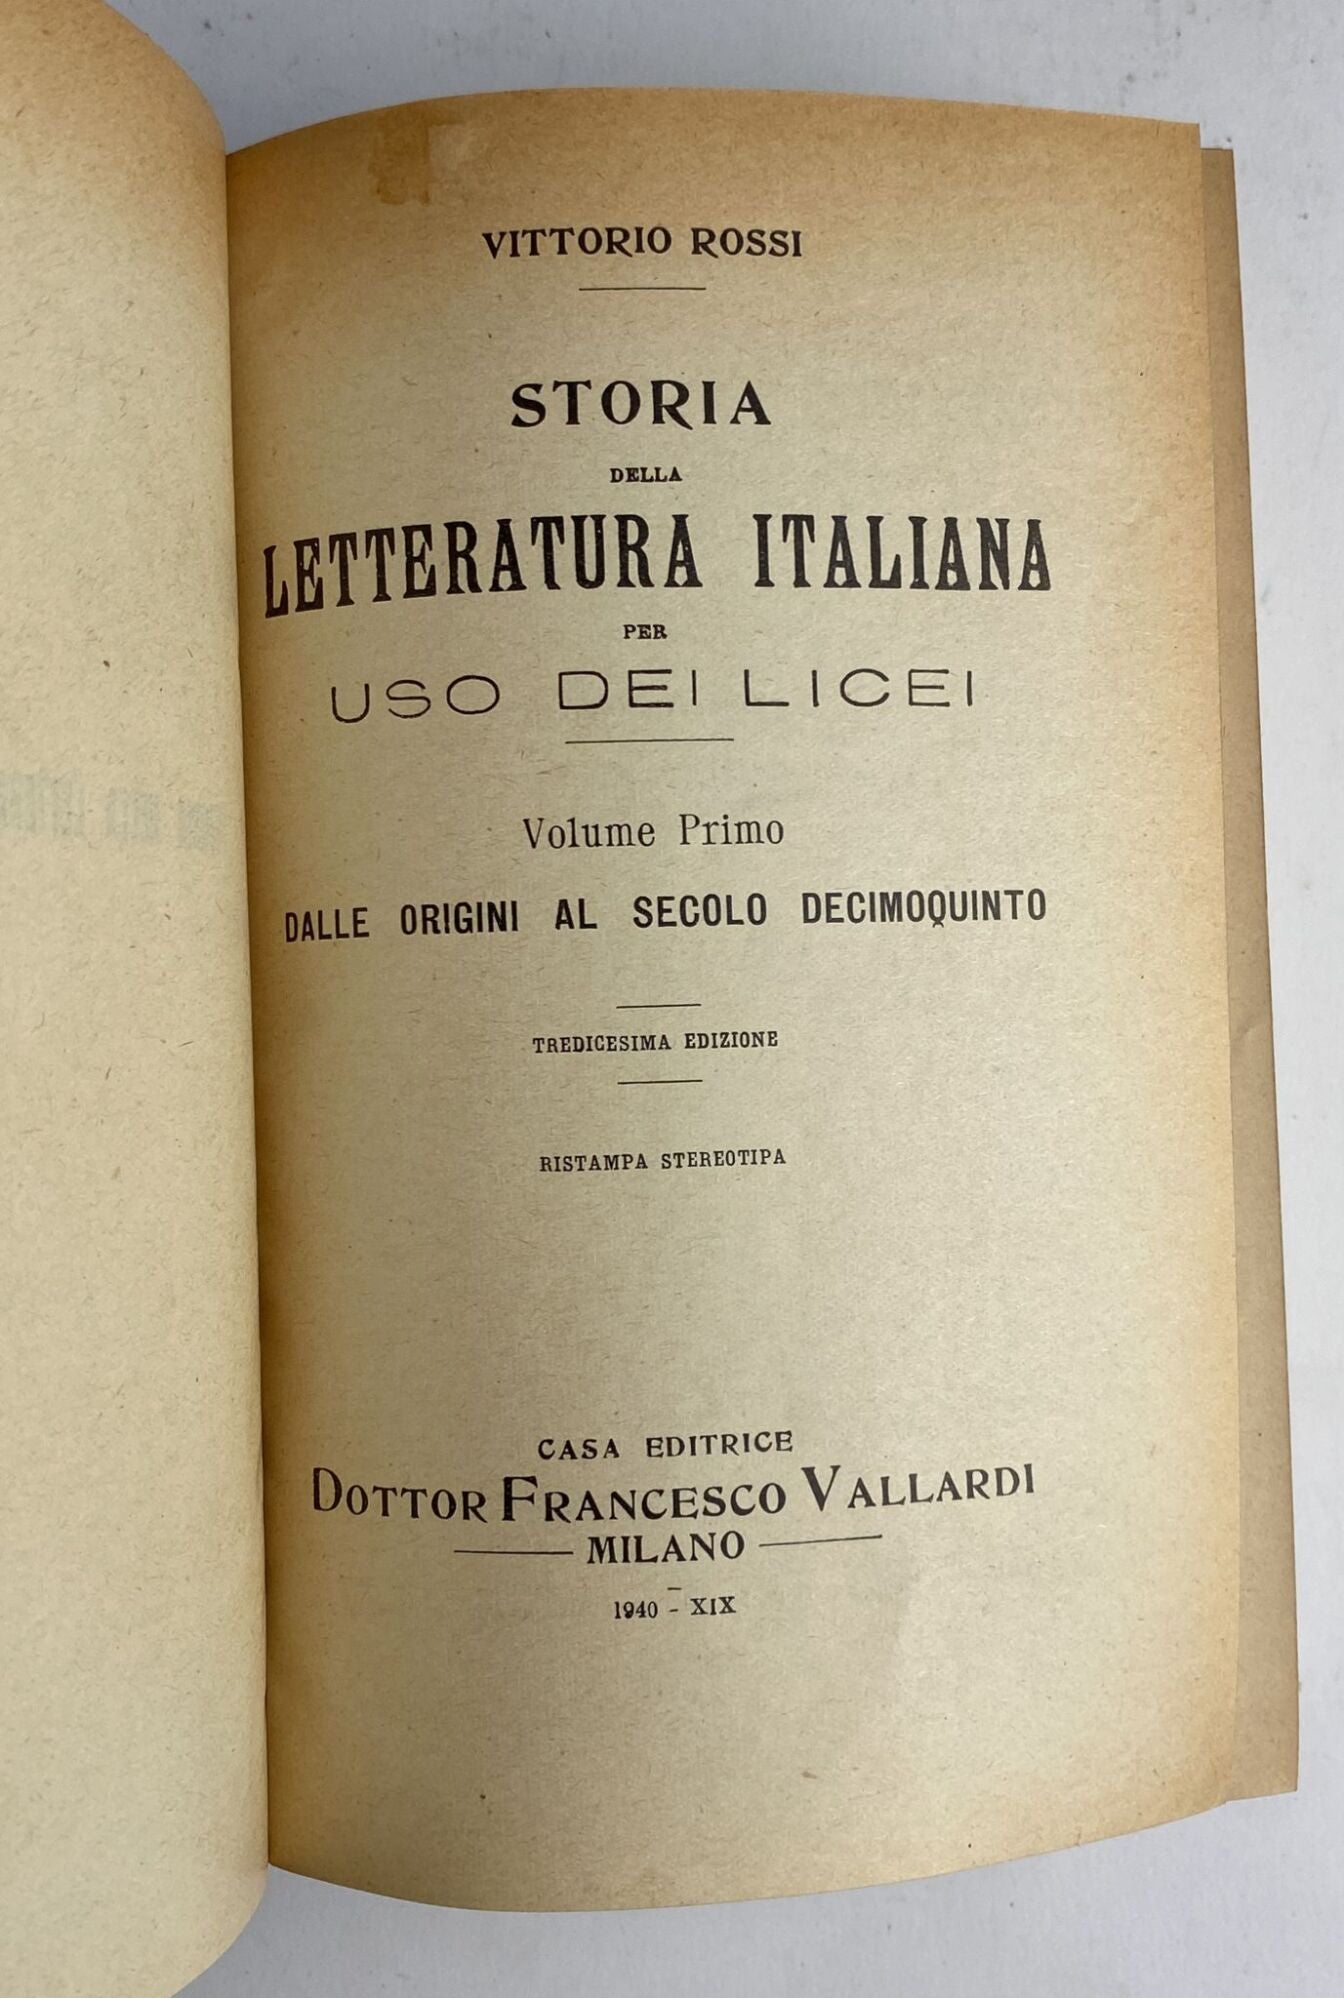 VITTORIO ROSSI
STORIA
DELLA
LETTERATURA ITALIANA
PER
USO DEI LICEI
Volume Primo
DALLE ORIGINI AL SECOLO DECIMOQUINTO
TREDICESIMA EDIZIONE
RISTAMPA STEREOTIPA
CASA EDITRICE
DOTTOR FRANCESCO VALLARDI
MILANO
1940 - XIX